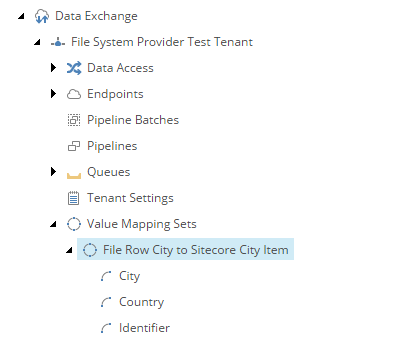 Data Exchange
File System Provider Test Tenant
Data Access
Endpoints
Pipeline Batches
Pipelines
Queues
Tenant Settings
Value Mapping Sets
File Row City to Sitecore City Item
City
Country
Identifier